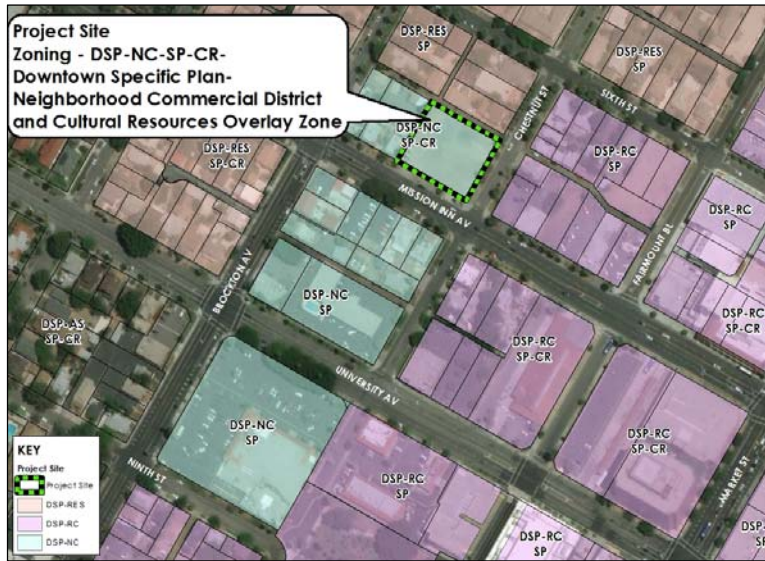 Project Site
Zoning - DSP-NC-SP-CR-
Downtown Specific Plan-
Neighborhood Commercial District
and Cultural Resources Overlay Zone
DSP-RES
SP
DSP-RES
SP
SIXTH ST
CHESTNUT ST
DSP-NC
SP-CR
DSP-RES
SP-CR
DSP-RC
SP
MISSION INN AV
DSP-RC
SP
FAIRMOUNT BL
BROCKTON AV
DSP-NC
SP
DSP-RC
SP-CR
DSP-AS
SP-CR
DSP-RC
SP-CR
UNIVERSITY AV
DSP-NC
SP
DSP-RC
SP-CR
MARKET ST
NINTH ST
DSP-RC
SP
DSP-RC
SP
DSP-RC
SP
KEY
Project Site
Project Site
DSP-RES
DSP-RC
DSP-NC